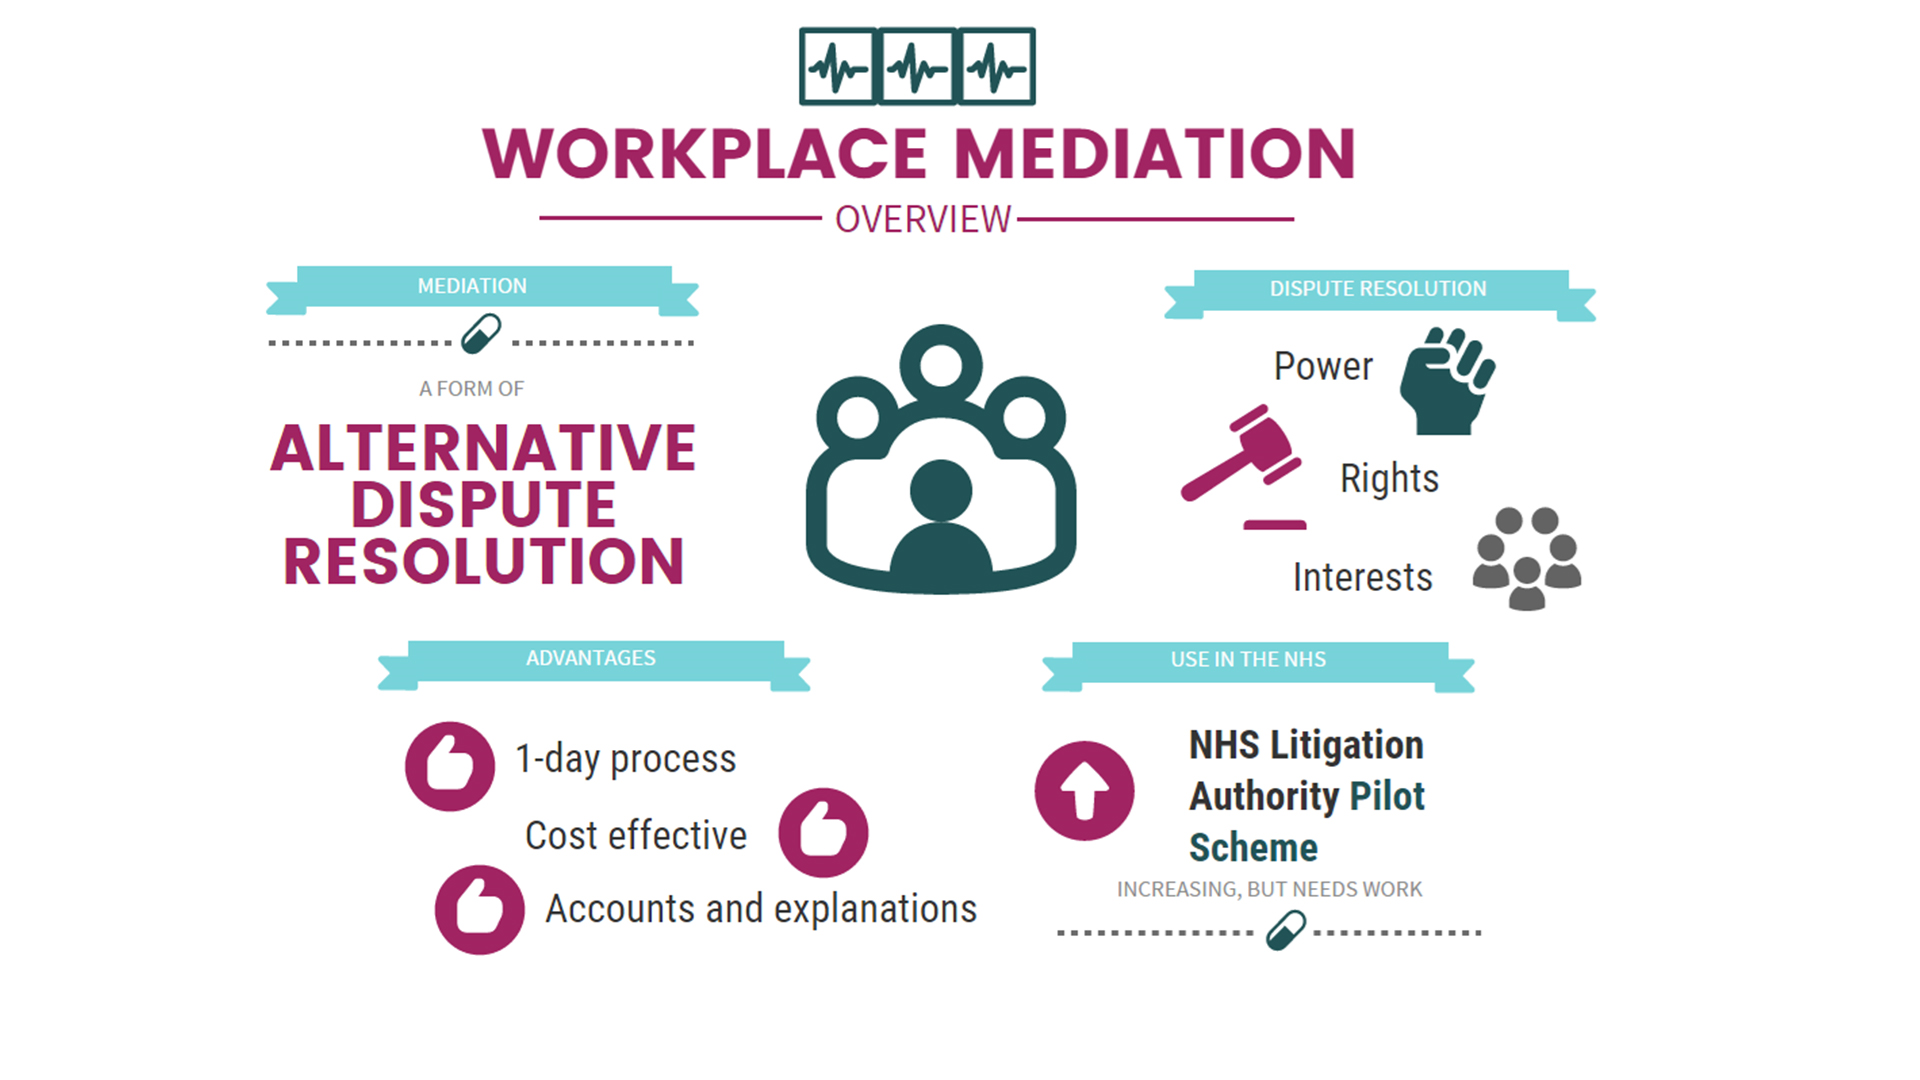 WORKPLACE MEDIATION
OVERVIEW
MEDIATION
A FORM OF
ALTERNATIVE
DISPUTE
RESOLUTION
DISPUTE RESOLUTION
Power
Rights
Interests
ADVANTAGES
1-day process
Cost effective
Accounts and explanations
USE IN THE NHS
NHS Litigation
Authority Pilot
Scheme
INCREASING, BUT NEEDS WORK